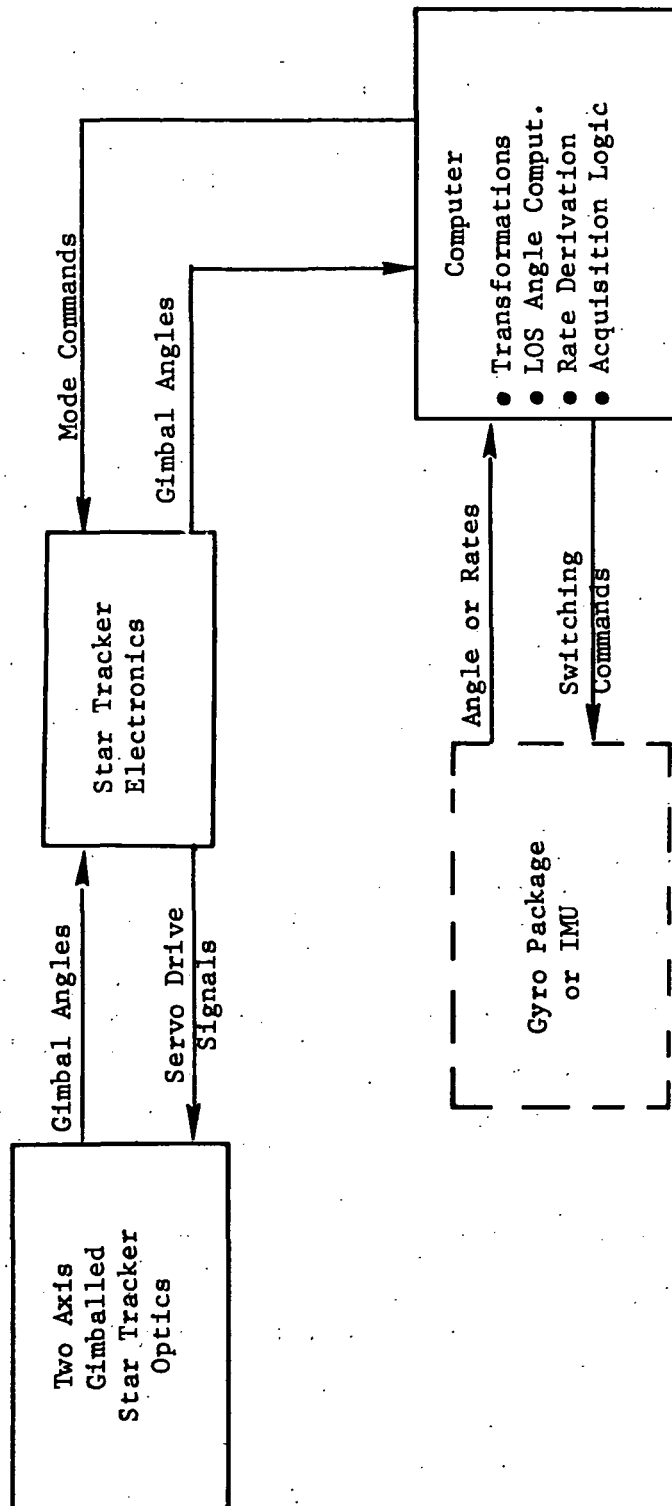 Two Axis
Gimballed
Star Tracker
Optics
Gimbal Angles
Servo Drive
Signals
Star Tracker
Electronics
Mode Commands
Gimbal Angles
Computer
• Transformations
• LOS Angle Comput.
• Rate Derivation
• Acquisition Logic
Angle or Rates
Switching
Commands
Gyro Package
or IMU